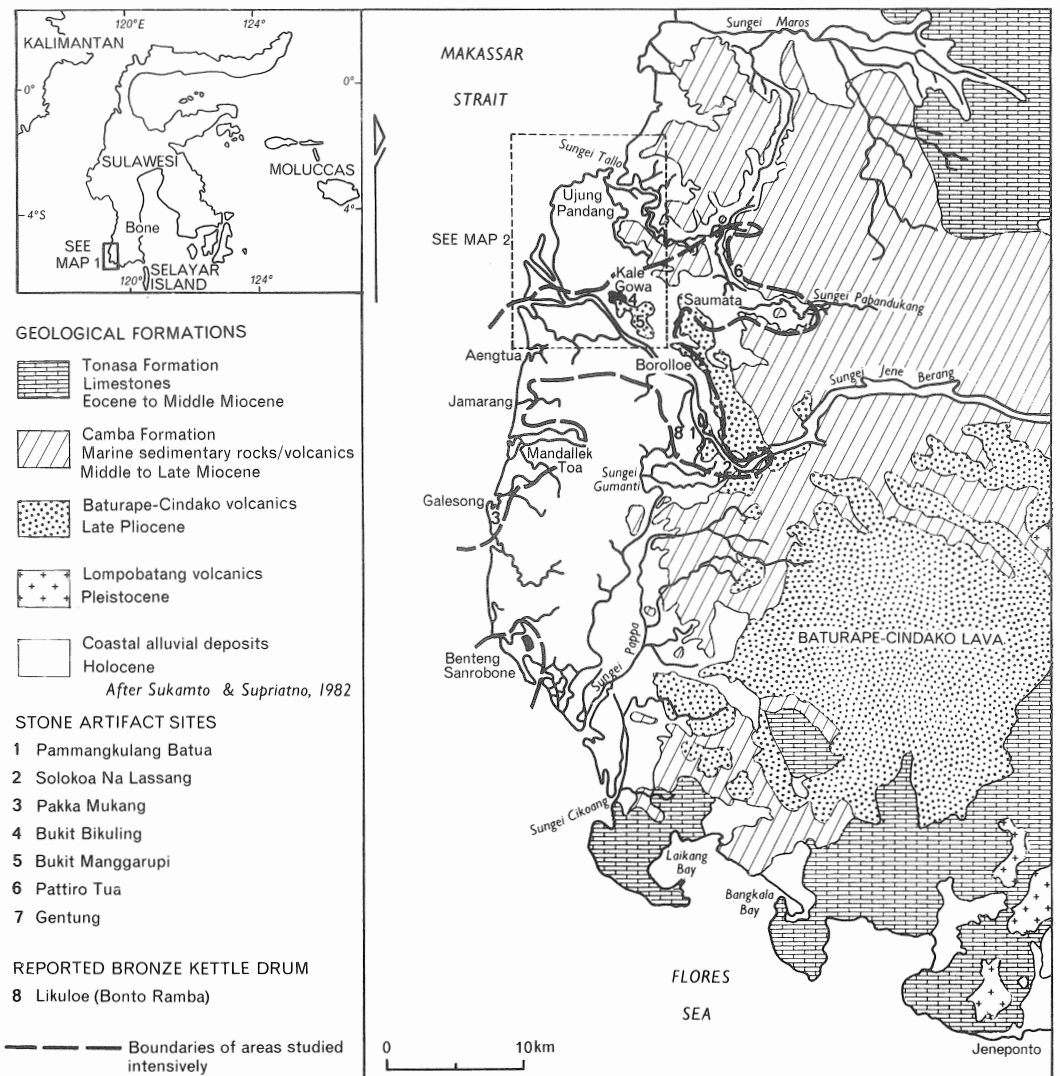 120°E
124°
KALIMANTAN
0°
0°
SULAWESI
MOLUCCAS
4°S
4°
Bone
SEE
MAP 1
SELAYAR
ISLAND
120°
124°
GEOLOGICAL FORMATIONS
Tonasa Formation
Limestones
Eocene to Middle Miocene
Camba Formation
Marine sedimentary rocks/volcanics
Middle to Late Miocene
Baturape-Cindako volcanics
Late Pliocene
Lompobatang volcanics
Pleistocene
Coastal alluvial deposits
Holocene
After Sukamto & Supriatno, 1982
STONE ARTIFACT SITES
1 Pammangkulang Batua
2 Solokoa Na Lassang
3 Pakka Mukang
4 Bukit Bikuling
5 Bukit Manggarupi
6 Pattiro Tua
7 Gentung
REPORTED BRONZE KETTLE DRUM
8 Likuloe (Bonto Ramba)
Boundaries of areas studied
intensively
MAKASSAR
STRAIT
Sungei Maros
Sungei Tallo
Ujung
Pandang
SEE MAP 2
Kale
Gowa
4
5
6
Saumata
Sungei Pabandukang
Aengtua
Borolloe
Sungei Jene Berang
Jamarang
8
1
Mandallek
Toa
Sungei
Gumanti
Galesong
3
Sungei Pappa
BATURAPE-CINDAKO LAVA
Benteng
Sanrobone
Sungei Cikoang
Laikang
Bay
Bangkala
Bay
FLORES
SEA
Jeneponto
0
10km